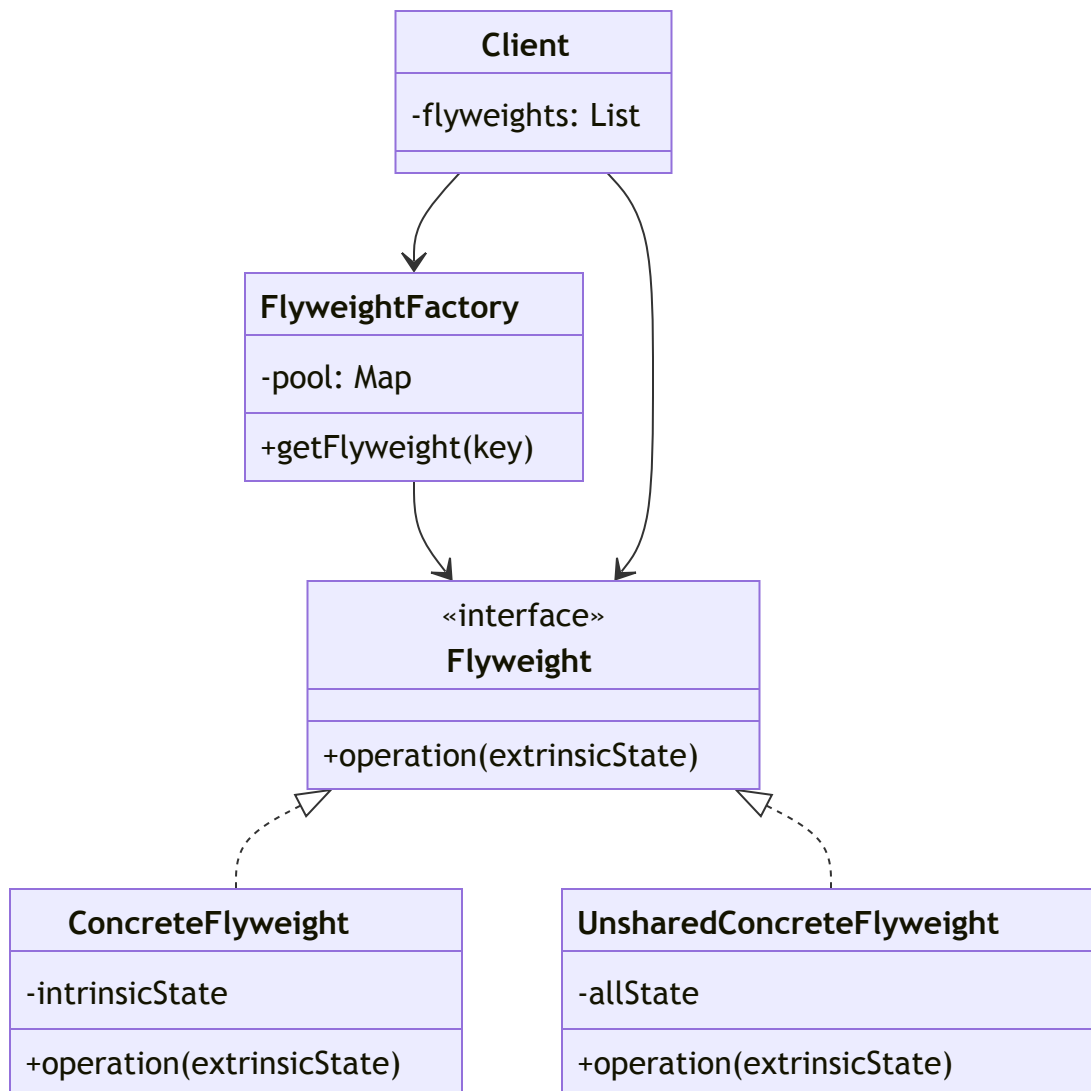 Client
-flyweights: List
FlyweightFactory
-pool: Map
+getFlyweight(key)
«interface»
Flyweight
+operation(extrinsicState)
ConcreteFlyweight
-intrinsicState
+operation(extrinsicState)
UnsharedConcreteFlyweight
-allState
+operation(extrinsicState)